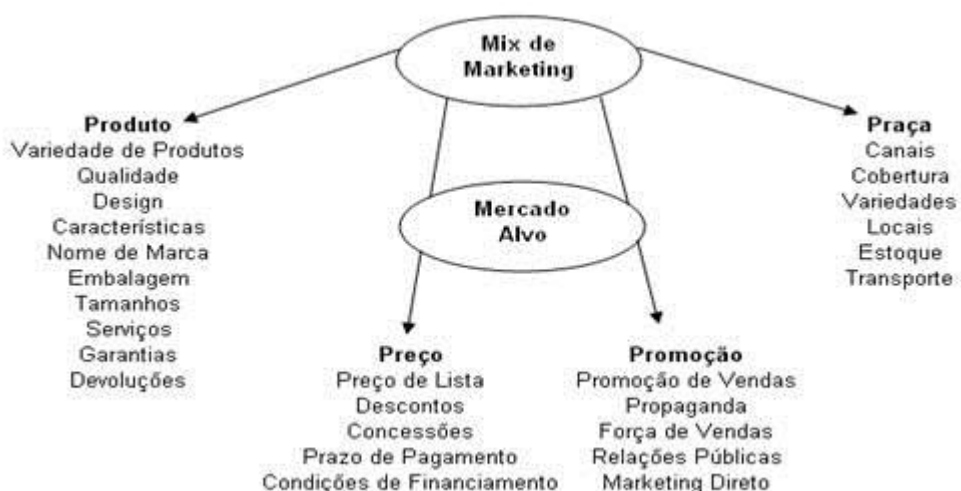 Mix de
Marketing
Produto
Variedade de Produtos
Qualidade
Design
Características
Nome de Marca
Embalagem
Tamanhos
Serviços
Garantias
Devoluções
Mercado
Alvo
Preço
Preço de Lista
Descontos
Concessões
Prazo de Pagamento
Condições de Financiamento
Promoção
Promoção de Vendas
Propaganda
Força de Vendas
Relações Públicas
Marketing Direto
Praça
Canais
Cobertura
Variedades
Locais
Estoque
Transporte